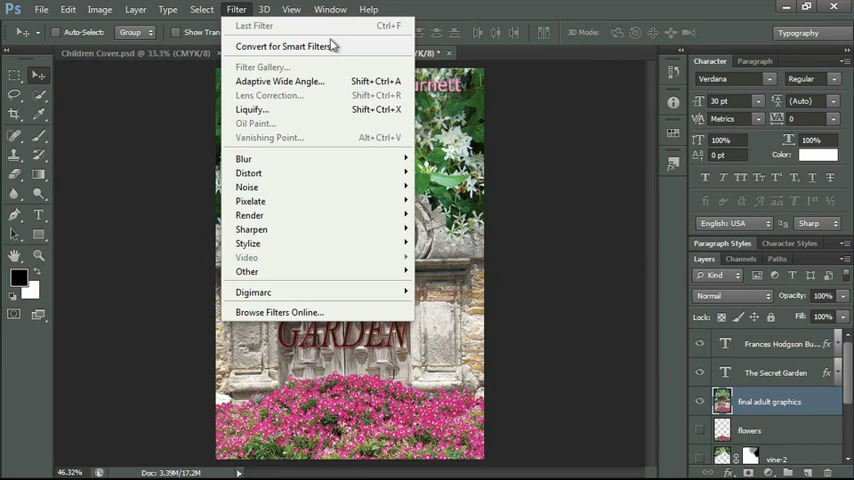 Ps File Edit Image Layer Type Select Filter 3D View Window Help
Auto-Select: Group Show Tran 3D Mode:
Typography
Children Cover.psd @ 33.3% (CMYK/8)
K/8) * ×
Last Filter Ctrl+F
Convert for Smart Filters
Filter Gallery...
Adaptive Wide Angle... Shift+Ctrl+A
Lens Correction... Shift+Ctrl+R
Liquify... Shift+Ctrl+X
Oil Paint...
Vanishing Point... Alt+Ctrl+V
Blur
Distort
Noise
Pixelate
Render
Sharpen
Stylize
Video
Other
Digimarc
Browse Filters Online...
urnett
GARDEN
Character Paragraph
Verdana Regular
30 pt (Auto)
Metrics 0
100% 100%
0 pt Color:
English: USA Sharp
Paragraph Styles Character Styles
Layers Channels Paths
Kind
Normal Opacity: 100%
Lock: Fill: 100%
Frances Hodgson Bu... fx
The Secret Garden fx
final adult graphics
flowers
vine-2
46.32% Doc: 3.39M/17.2M